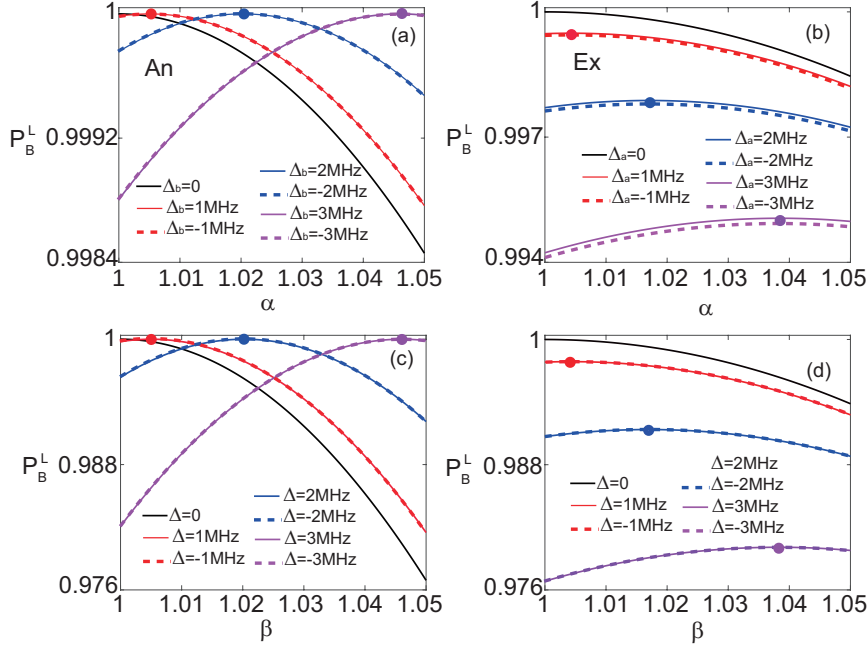 (a)
An
P_B^L
1
0.9992
0.9984
Δb=0
Δb=1MHz
Δb=-1MHz
Δb=2MHz
Δb=-2MHz
Δb=3MHz
Δb=-3MHz
1 1.01 1.02 1.03 1.04 1.05
α
(b)
Ex
1
0.997
P_B^L
0.994
Δa=0
Δa=1MHz
Δa=-1MHz
Δa=2MHz
Δa=-2MHz
Δa=3MHz
Δa=-3MHz
1 1.01 1.02 1.03 1.04 1.05
α
(c)
1
0.988
P_B^L
0.976
Δ=0
Δ=1MHz
Δ=-1MHz
Δ=2MHz
Δ=-2MHz
Δ=3MHz
Δ=-3MHz
1 1.01 1.02 1.03 1.04 1.05
β
(d)
1
0.988
P_B^L
0.976
Δ=0
Δ=1MHz
Δ=-1MHz
Δ=2MHz
Δ=-2MHz
Δ=3MHz
Δ=-3MHz
1 1.01 1.02 1.03 1.04 1.05
β